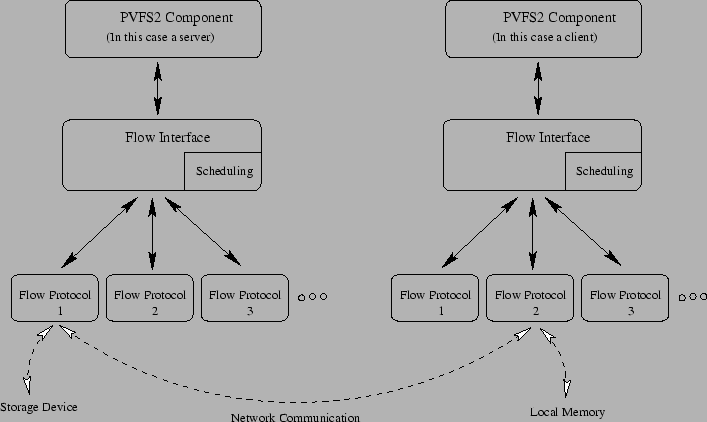 PVFS2 Component
(In this case a server)
PVFS2 Component
(In this case a client)
Flow Interface
Scheduling
Flow Interface
Scheduling
Flow Protocol
1
Flow Protocol
2
Flow Protocol
3
Flow Protocol
1
Flow Protocol
2
Flow Protocol
3
Storage Device
Network Communication
Local Memory